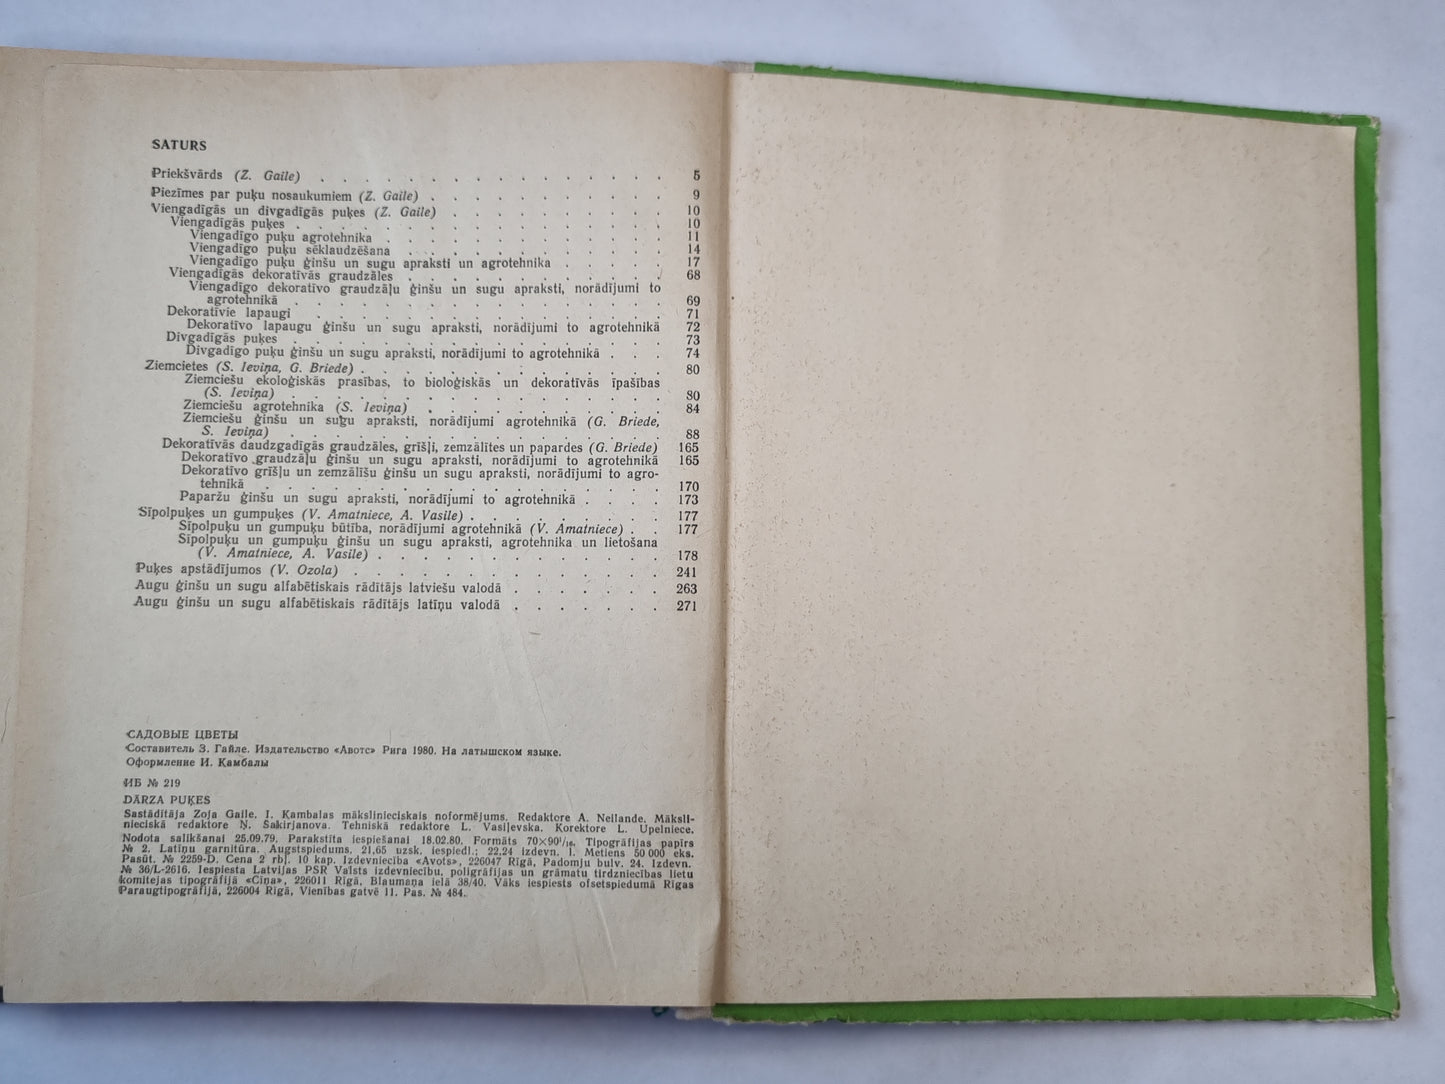 SATURS
Priekšvārds (Z. Gaile) . . . . . . . . . . . . . . . . 5
Piezīmes par puķu nosaukumiem (Z. Gaile) . . . . . . . . . . . 9
Viengadīgās un divgadīgās puķes (Z. Gaile) . . . . . . . . . . 10
Viengadīgās puķes . . . . . . . . . . . . . . . . . 10
Viengadīgo puķu agrotehnika . . . . . . . . . . . . . 11
Viengadīgo puķu sēklaudzēšana . . . . . . . . . . . . 14
Viengadīgo puķu ģinšu un sugu apraksti un agrotehnika . . . . . 17
Viengadīgās dekoratīvās graudzāles . . . . . . . . . . . . 68
Viengadīgo dekoratīvo graudzāļu ģinšu un sugu apraksti, norādījumi to
agrotehnikā . . . . . . . . . . . . . . . . . 69
Dekoratīvie lapaugi . . . . . . . . . . . . . . . . 71
Dekoratīvo lapaugu ģinšu un sugu apraksti, norādījumi to agrotehnikā 72
Divgadīgās puķes . . . . . . . . . . . . . . . . . 73
Divgadīgo puķu ģinšu un sugu apraksti, norādījumi to agrotehnikā . . . 74
Ziemcietes (S. Ieviņa, G. Briede) . . . . . . . . . . . . . . 80
Ziemciešu ekoloģiskās prasības, to bioloģiskās un dekoratīvās īpašības
(S. Ieviņa) . . . . . . . . . . . . . . . . . 80
Ziemciešu agrotehnika (S. Ieviņa) . . . . . . . . . . . 84
Ziemciešu ģinšu un sugu apraksti, norādījumi agrotehnikā (G. Briede,
S. Ieviņa) . . . . . . . . . . . . . . . . . 88
Dekoratīvās daudzgadīgās graudzāles, grīšļi, zemzālītes un papardes (G. Briede) 165
Dekoratīvo graudzāļu ģinšu un sugu apraksti, norādījumi to agrotehnikā 165
Dekoratīvo grīšļu un zemzālīšu ģinšu un sugu apraksti, norādījumi to agro-
tehnikā . . . . . . . . . . . . . . . . . . 170
Paparžu ģinšu un sugu apraksti, norādījumi to agrotehnikā . . . . 173
Sīpolpuķes un gumpuķes (V. Amatniece, A. Vasile) . . . . . . . . . 177
Sīpolpuķu un gumpuķu būtība, norādījumi agrotehnikā (V. Amatniece) . . 177
Sīpolpuķu un gumpuķu ģinšu un sugu apraksti, agrotehnika un lietošana
(V. Amatniece, A. Vasile) . . . . . . . . . . . . . 178
Puķes apstādījumos (V. Ozola) . . . . . . . . . . . . . . 241
Augu ģinšu un sugu alfabētiskais rādītājs latviešu valodā . . . . . . . 263
Augu ģinšu un sugu alfabētiskais rādītājs latīņu valodā . . . . . . . 271
САДОВЫЕ ЦВЕТЫ
Составитель З. Гайле. Издательство «Авотс» Рига 1980. На латышском языке.
Оформление И. Камбалы
ИБ № 219
DĀRZA PUĶES
Sastādītāja Zoja Gaile. I. Kambalas mākslinieciskais noformējums. Redaktore A. Neilande. Māksli-
nieciskā redaktore Ņ. Šakirjanova. Tehniskā redaktore L. Vasiļevska. Korektore L. Upelniece.
Nodota salikšanai 25.09.79. Parakstīta iespiešanai 18.02.80. Formāts 70×90¹/₁₆. Tipogrāfijas papīrs
№ 2. Latīņu garnitūra. Augstspiedums. 21,65 uzsk. iespiedl.; 22,24 izdevn. l. Metiens 50 000 eks.
Pasūt. № 2259-D. Cena 2 rbļ. 10 kap. Izdevniecība «Avots», 226047 Rīgā, Padomju bulv. 24. Izdevn.
№ 36/L-2616. Iespiesta Latvijas PSR Valsts izdevniecību, poligrāfijas un grāmatu tirdzniecības lietu
komitejas tipogrāfijā «Cīņa», 226011 Rīgā, Blaumaņa ielā 38/40. Vāks iespiests ofsetspiedumā Rīgas
Paraugtipogrāfijā, 226004 Rīgā, Vienības gatvē 11. Pas. № 484.